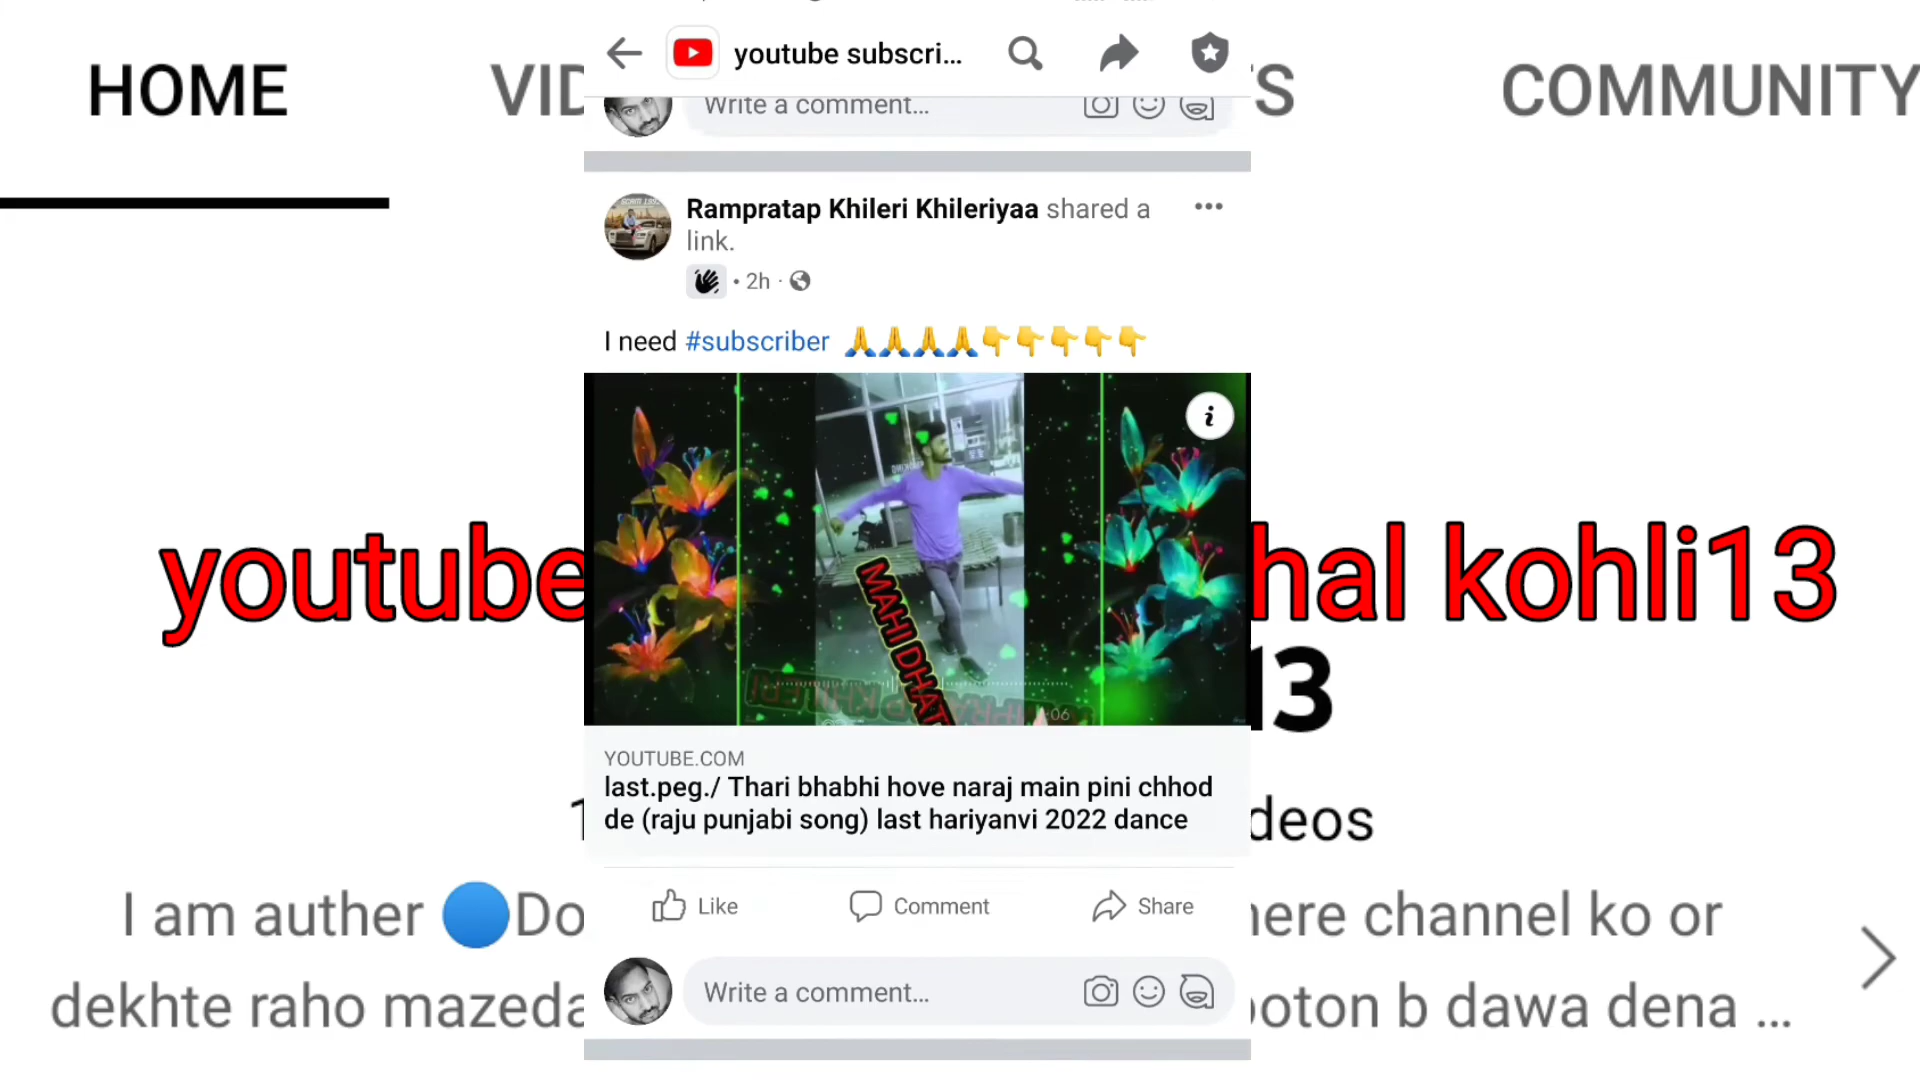 HOME
VID
S
COMMUNITY
youtube subscri...
Write a comment...
Rampratap Khileri Khileriyaa shared a
link.
2h
I need #subscriber 🙏🙏🙏🙏👇👇👇👇👇
MAHI DHAT
YOUTUBE.COM
last.peg./ Thari bhabhi hove naraj main pini chhod
de (raju punjabi song) last hariyanvi 2022 dance
Like
Comment
Share
Write a comment...
youtube
hal kohli13
13
deos
I am auther 🔵Do
here channel ko or
dekhte raho mazeda
boton b dawa dena ...